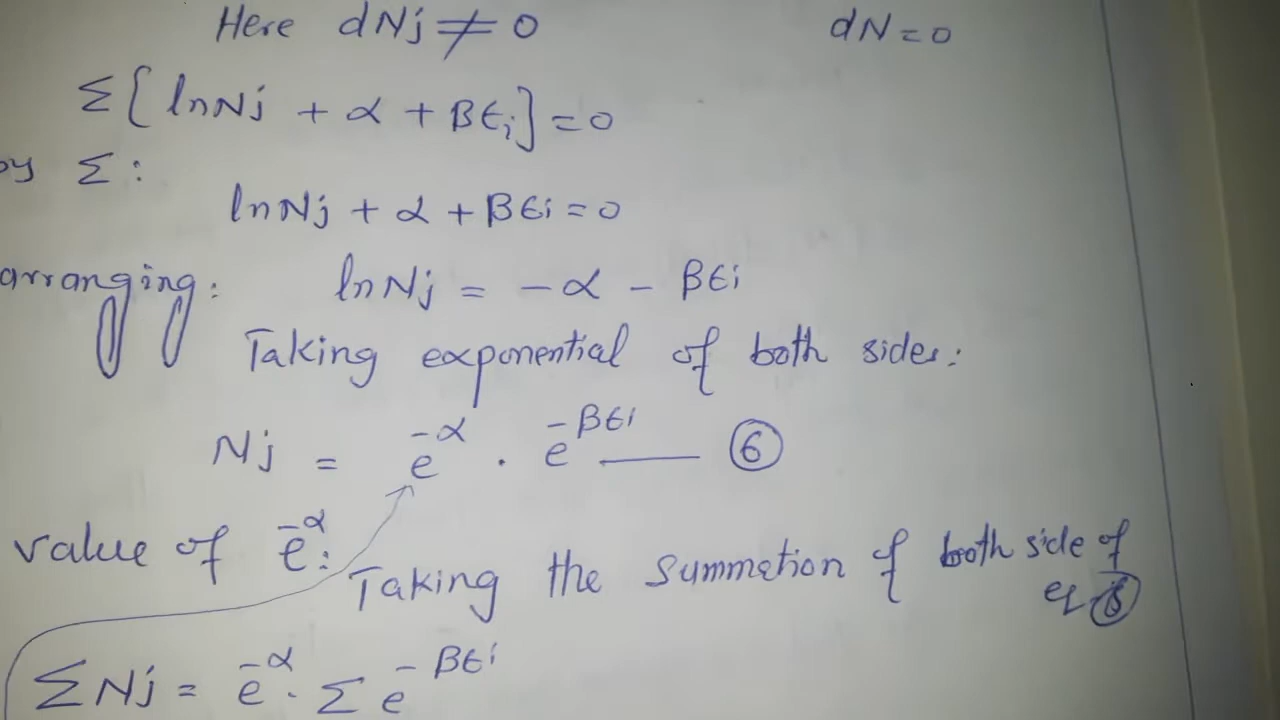 Here dNj ≠ 0 dN = 0
Σ[lnNj + α + βϵi] = 0
by Σ:
lnNj + α + βϵi = 0
arranging: lnNj = -α - βϵi
Taking exponential of both sides:
Nj = e^-α . e^-βϵi —— ⑥
value of e^-α:
Taking the summation of both side of
eq ⑥
ΣNj = e^-α . Σ e^-βϵi